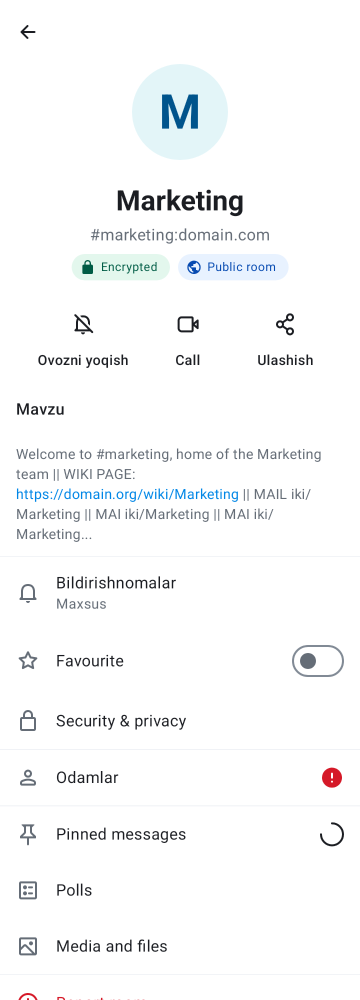 M
Marketing
#marketing:domain.com
Encrypted
Public room
Ovozni yoqish
Call
Ulashish
Mavzu
Welcome to #marketing, home of the Marketing
team || WIKI PAGE:
https://domain.org/wiki/Marketing || MAIL iki/
Marketing || MAI iki/Marketing || MAI iki/
Marketing...
Bildirishnomalar
Maxsus
Favourite
Security & privacy
Odamlar
Pinned messages
Polls
Media and files